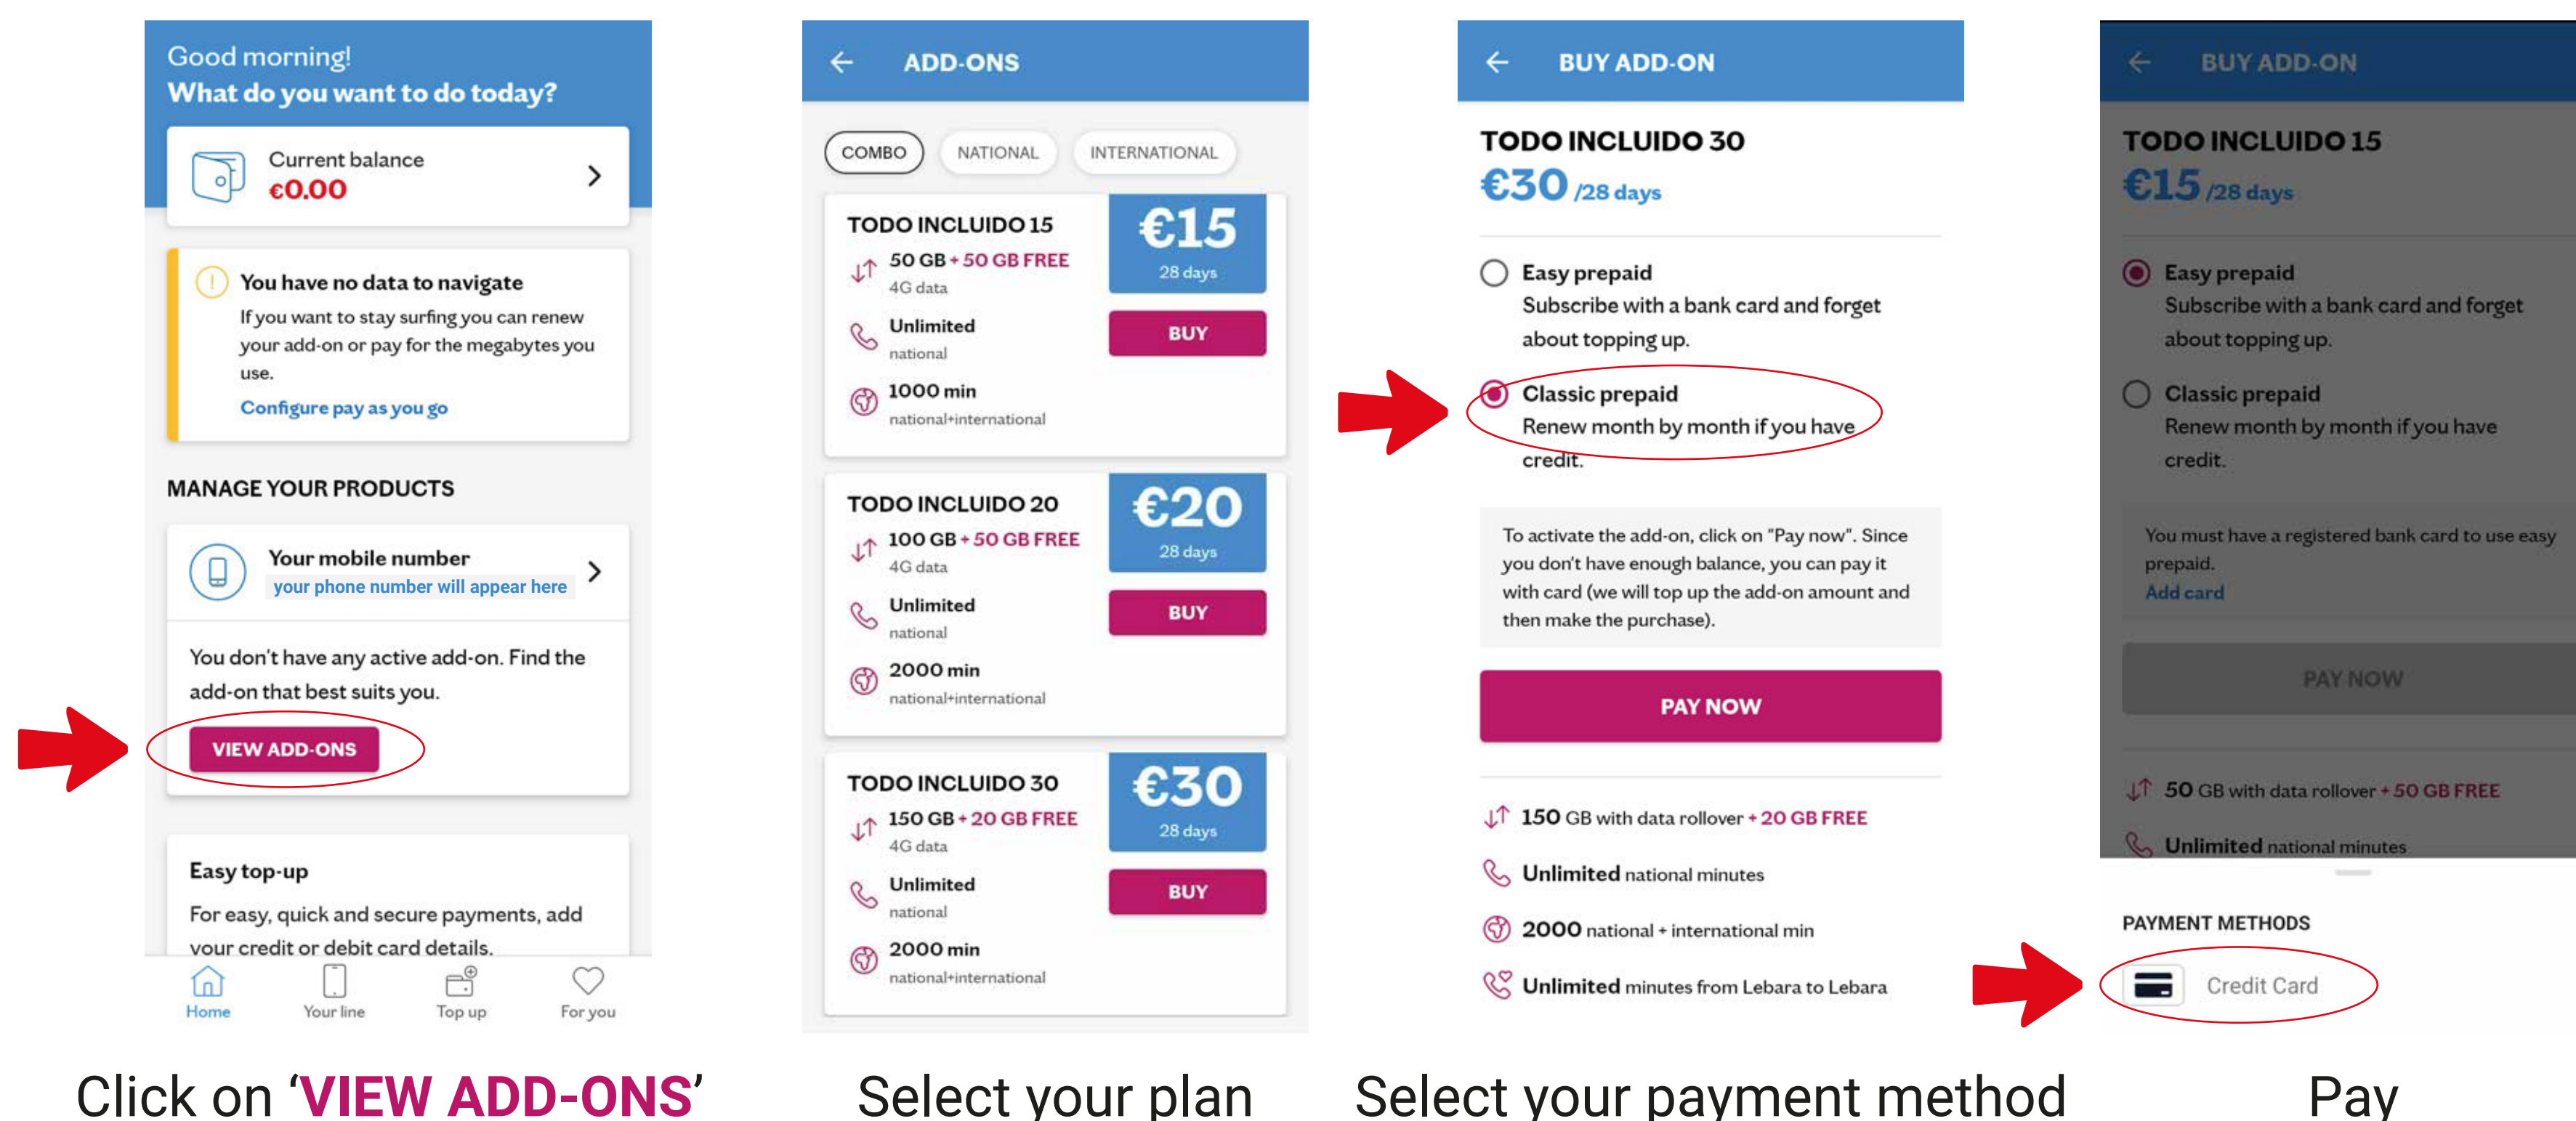 Good morning!
What do you want to do today?
Current balance
€0.00
You have no data to navigate
If you want to stay surfing you can renew
your add-on or pay for the megabytes you
use.
Configure pay as you go
MANAGE YOUR PRODUCTS
Your mobile number
your phone number will appear here
You don't have any active add-on. Find the
add-on that best suits you.
VIEW ADD-ONS
Easy top-up
For easy, quick and secure payments, add
your credit or debit card details.
Home
Your line
Top up
For you
Click on ‘VIEW ADD-ONS’
ADD-ONS
COMBO
NATIONAL
INTERNATIONAL
TODO INCLUIDO 15
50 GB + 50 GB FREE
4G data
Unlimited
national
1000 min
national+international
€15
28 days
BUY
TODO INCLUIDO 20
100 GB + 50 GB FREE
4G data
Unlimited
national
2000 min
national+international
€20
28 days
BUY
TODO INCLUIDO 30
150 GB + 20 GB FREE
4G data
Unlimited
national
2000 min
national+international
€30
28 days
BUY
Select your plan
BUY ADD-ON
TODO INCLUIDO 30
€30 /28 days
Easy prepaid
Subscribe with a bank card and forget
about topping up.
Classic prepaid
Renew month by month if you have
credit.
To activate the add-on, click on "Pay now". Since
you don't have enough balance, you can pay it
with card (we will top up the add-on amount and
then make the purchase).
PAY NOW
150 GB with data rollover + 20 GB FREE
Unlimited national minutes
2000 national + international min
Unlimited minutes from Lebara to Lebara
Select your payment method
BUY ADD-ON
TODO INCLUIDO 15
€15 /28 days
Easy prepaid
Subscribe with a bank card and forget
about topping up.
Classic prepaid
Renew month by month if you have
credit.
You must have a registered bank card to use easy
prepaid.
Add card
PAY NOW
50 GB with data rollover + 50 GB FREE
Unlimited national minutes
PAYMENT METHODS
Credit Card
Pay